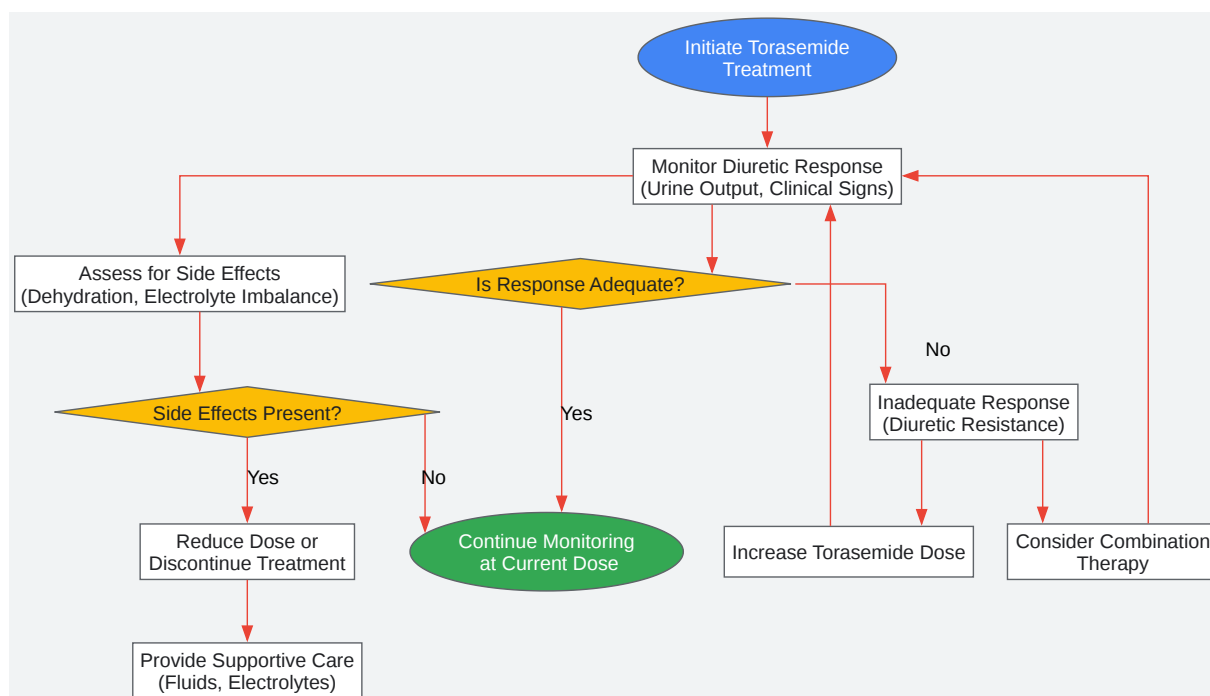 Initiate Torasemide
Treatment
Monitor Diuretic Response
(Urine Output, Clinical Signs)
Assess for Side Effects
(Dehydration, Electrolyte Imbalance)
Is Response Adequate?
No
Side Effects Present?
Yes
Inadequate Response
(Diuretic Resistance)
Yes
No
Reduce Dose or
Discontinue Treatment
Continue Monitoring
at Current Dose
Increase Torasemide Dose
Consider Combination
Therapy
Provide Supportive Care
(Fluids, Electrolytes)